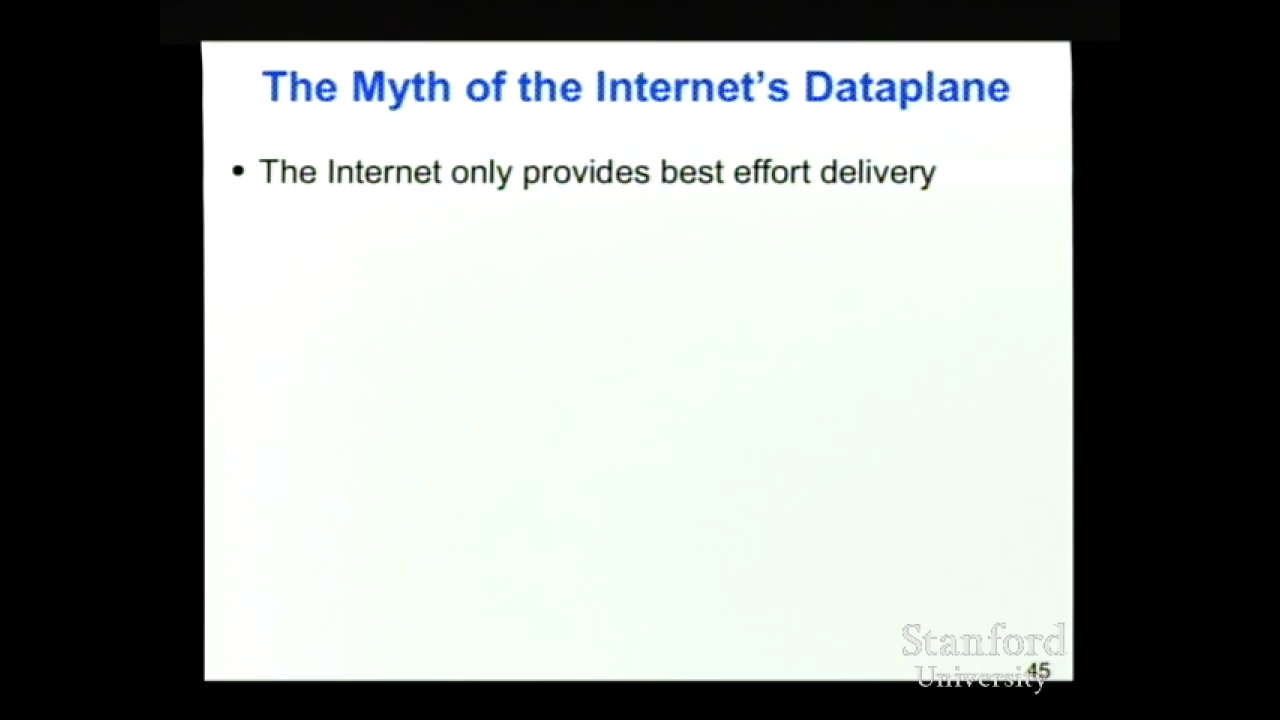 The Myth of the Internet's Dataplane
• The Internet only provides best effort delivery
Stanford
University
45